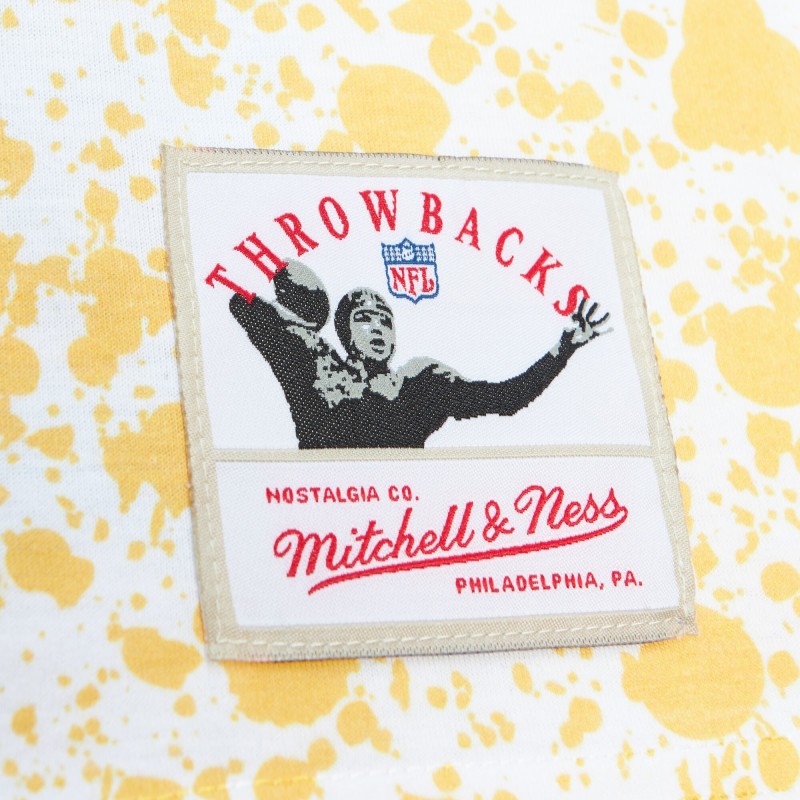 THROWBACKS
NFL
NOSTALGIA CO.
Mitchell & Ness
PHILADELPHIA, PA.